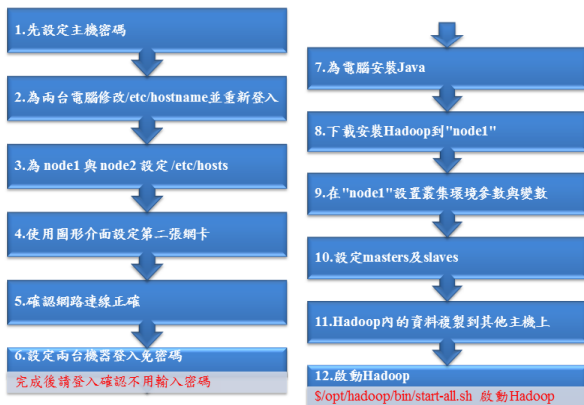 1.先設定主機密碼
2.為兩台電腦修改/etc/hostname並重新登入
3.為 node1 與 node2 設定 /etc/hosts
4.使用圖形介面設定第二張網卡
5.確認網路連線正確
6.設定兩台機器登入免密碼
完成後請登入確認不用輸入密碼
7.為電腦安裝Java
8.下載安裝Hadoop到"node1"
9.在"node1"設置叢集環境參數與變數
10.設定masters及slaves
11.Hadoop內的資料複製到其他主機上
12.啟動Hadoop
$/opt/hadoop/bin/start-all.sh 啟動Hadoop